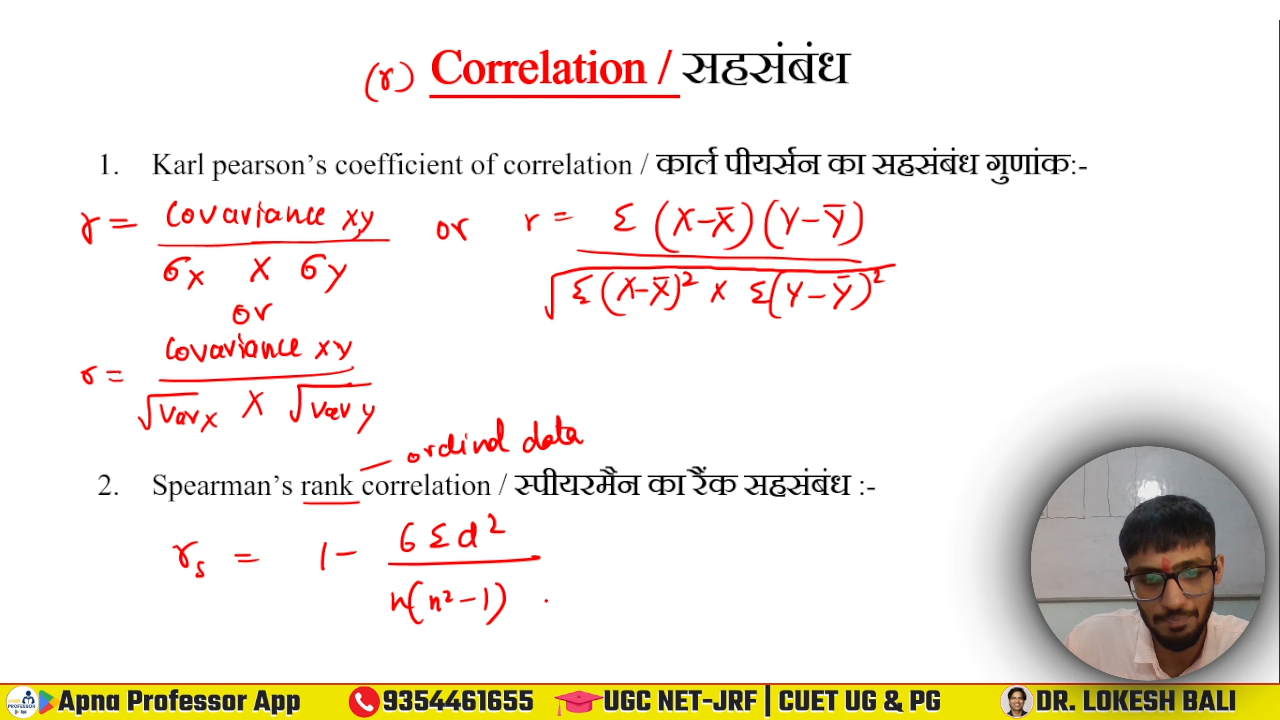 (r) Correlation / सहसंबंध
1. Karl pearson's coefficient of correlation / कार्ल पीयर्सन का सहसंबंध गुणांक:-
r = Covariance xy / σx × σy or r = Σ (X-X̄)(Y-Ȳ) / √Σ(X-X̄)² × Σ(Y-Ȳ)²
or
r = Covariance xy / √Var x × √Var y
ordinal data
2. Spearman's rank correlation / स्पीयरमैन का रैंक सहसंबंध :-
rs = 1 - 6Σd² / n(n²-1)
Apna Professor App 9354461655 UGC NET-JRF | CUET UG & PG DR. LOKESH BALI